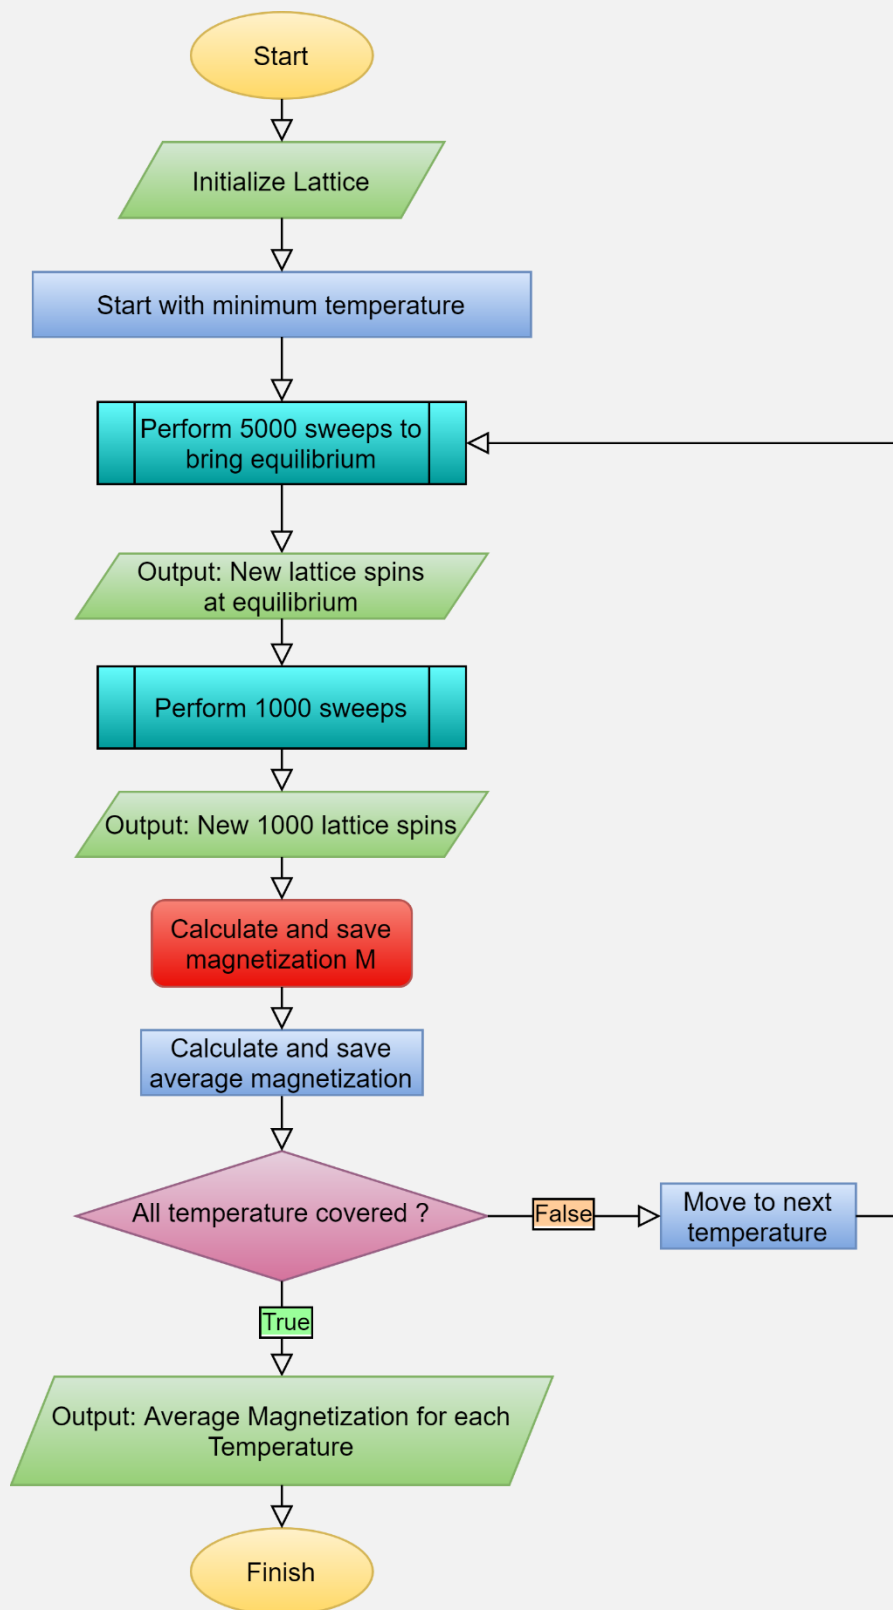 Start
Initialize Lattice
Start with minimum temperature
Perform 5000 sweeps to
bring equilibrium
Output: New lattice spins
at equilibrium
Perform 1000 sweeps
Output: New 1000 lattice spins
Calculate and save
magnetization M
Calculate and save
average magnetization
All temperature covered ?
False
Move to next
temperature
True
Output: Average Magnetization for each
Temperature
Finish